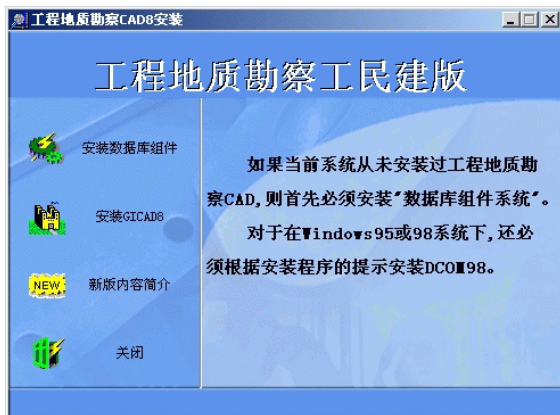 工程地质勘察CAD8安装
工程地质勘察工民建版
安装数据库组件
安装GICAD8
NEW
新版内容简介
关闭
如果当前系统从未安装过工程地质勘
察CAD,则首先必须安装"数据库组件系统"。
对于在Windows95或98系统下,还必
须根据安装程序的提示安装DCOM98。